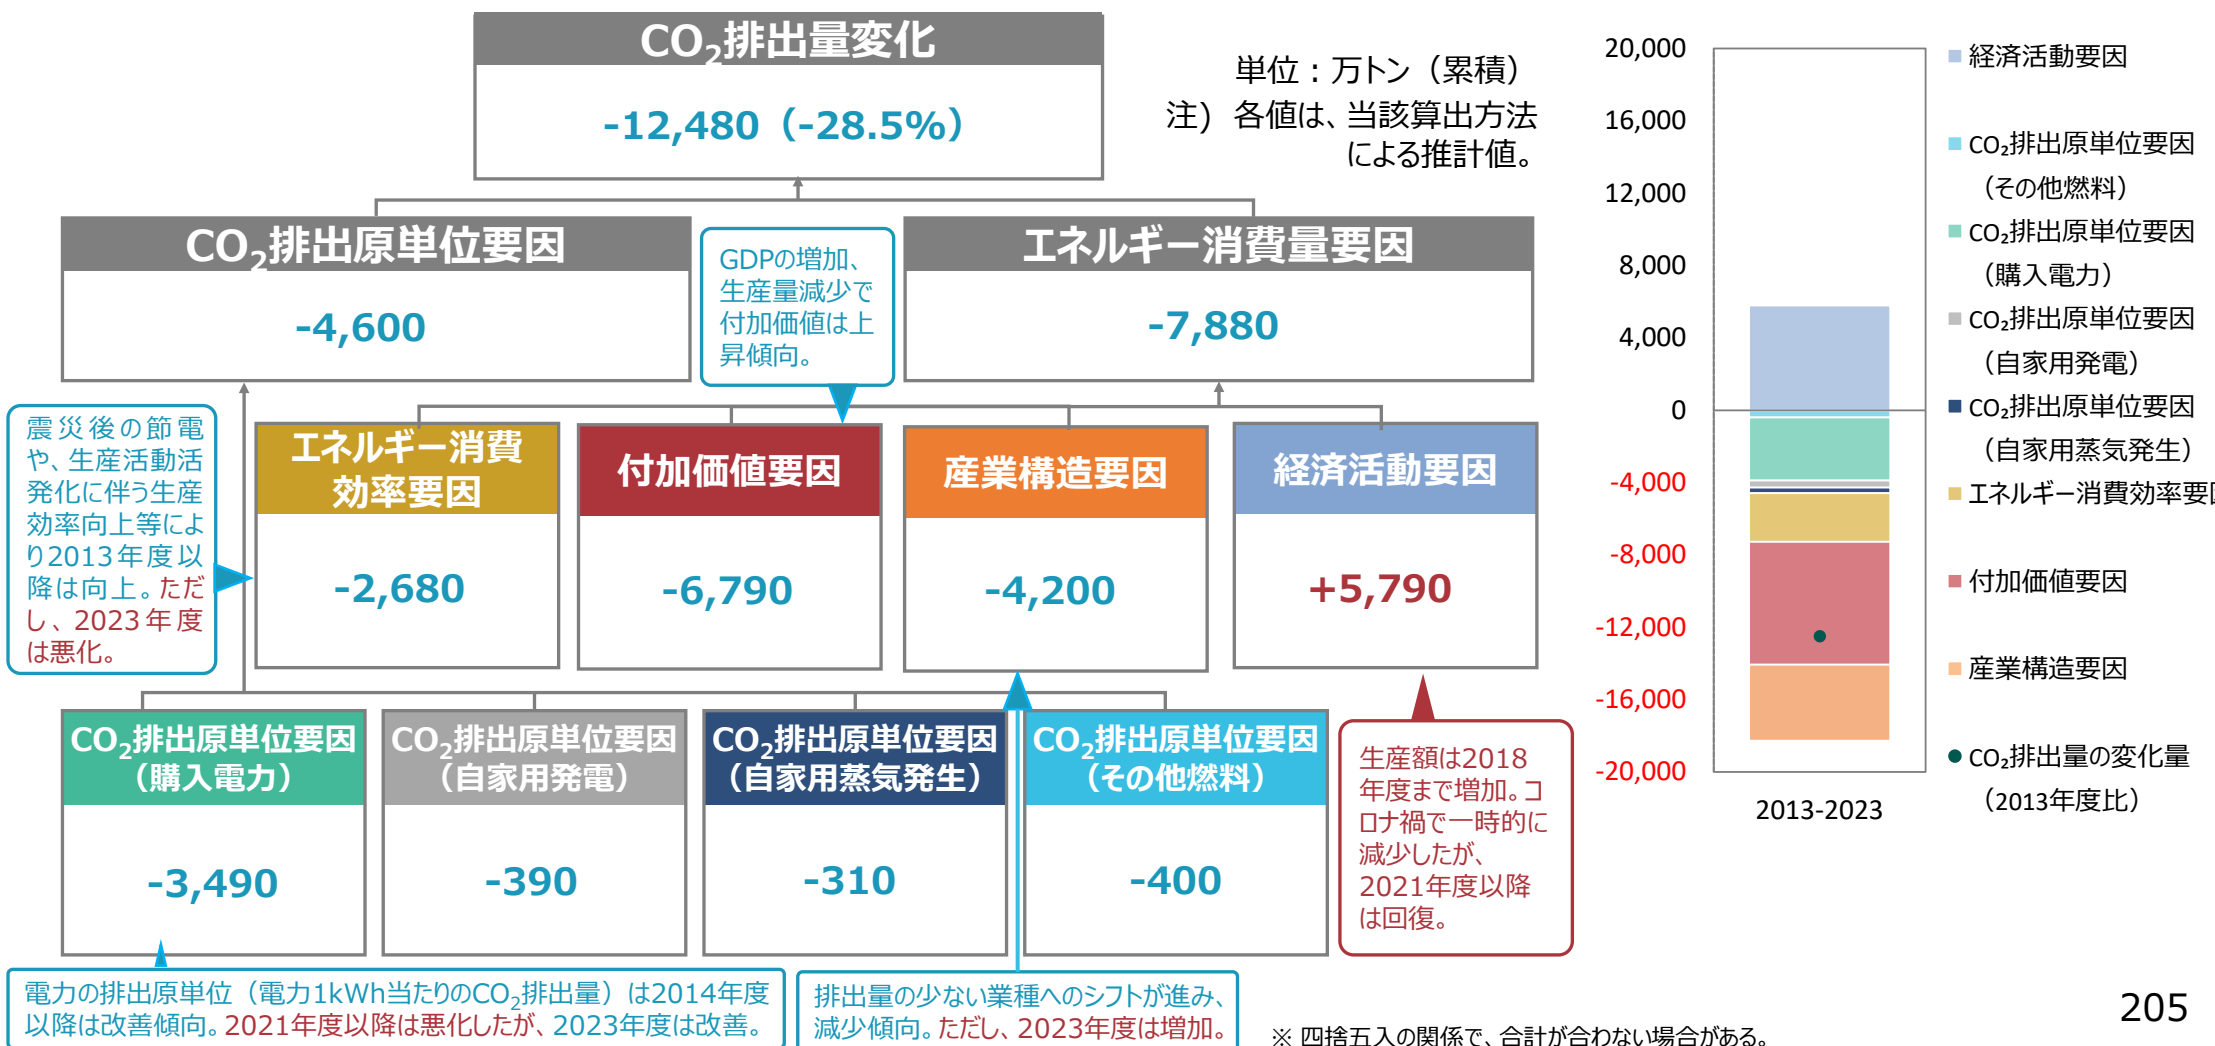 CO₂排出量変化
-12,480（-28.5%）
単位：万トン（累積）
注）各値は、当該算出方法
による推計値。
CO₂排出原単位要因
-4,600
GDPの増加、
生産量減少で
付加価値は上
昇傾向。
エネルギー消費量要因
-7,880
震災後の節電
や、生産活動活
発化に伴う生産
効率向上等によ
り2013年度以
降は向上。ただ
し、2023年度
は悪化。
エネルギー消費
効率要因
-2,680
付加価値要因
-6,790
産業構造要因
-4,200
経済活動要因
+5,790
CO₂排出原単位要因
（購入電力）
-3,490
CO₂排出原単位要因
（自家用発電）
-390
CO₂排出原単位要因
（自家用蒸気発生）
-310
CO₂排出原単位要因
（その他燃料）
-400
生産額は2018
年度まで増加。コ
ロナ禍で一時的に
減少したが、
2021年度以降
は回復。
電力の排出原単位（電力1kWh当たりのCO₂排出量）は2014年度
以降は改善傾向。2021年度以降は悪化したが、2023年度は改善。
排出量の少ない業種へのシフトが進み、
減少傾向。ただし、2023年度は増加。
※ 四捨五入の関係で、合計が合わない場合がある。
20,000
16,000
12,000
8,000
4,000
0
-4,000
-8,000
-12,000
-16,000
-20,000
2013-2023
経済活動要因
CO₂排出原単位要因
（その他燃料）
CO₂排出原単位要因
（購入電力）
CO₂排出原単位要因
（自家用発電）
CO₂排出原単位要因
（自家用蒸気発生）
エネルギー消費効率要
付加価値要因
産業構造要因
CO₂排出量の変化量
（2013年度比）
205